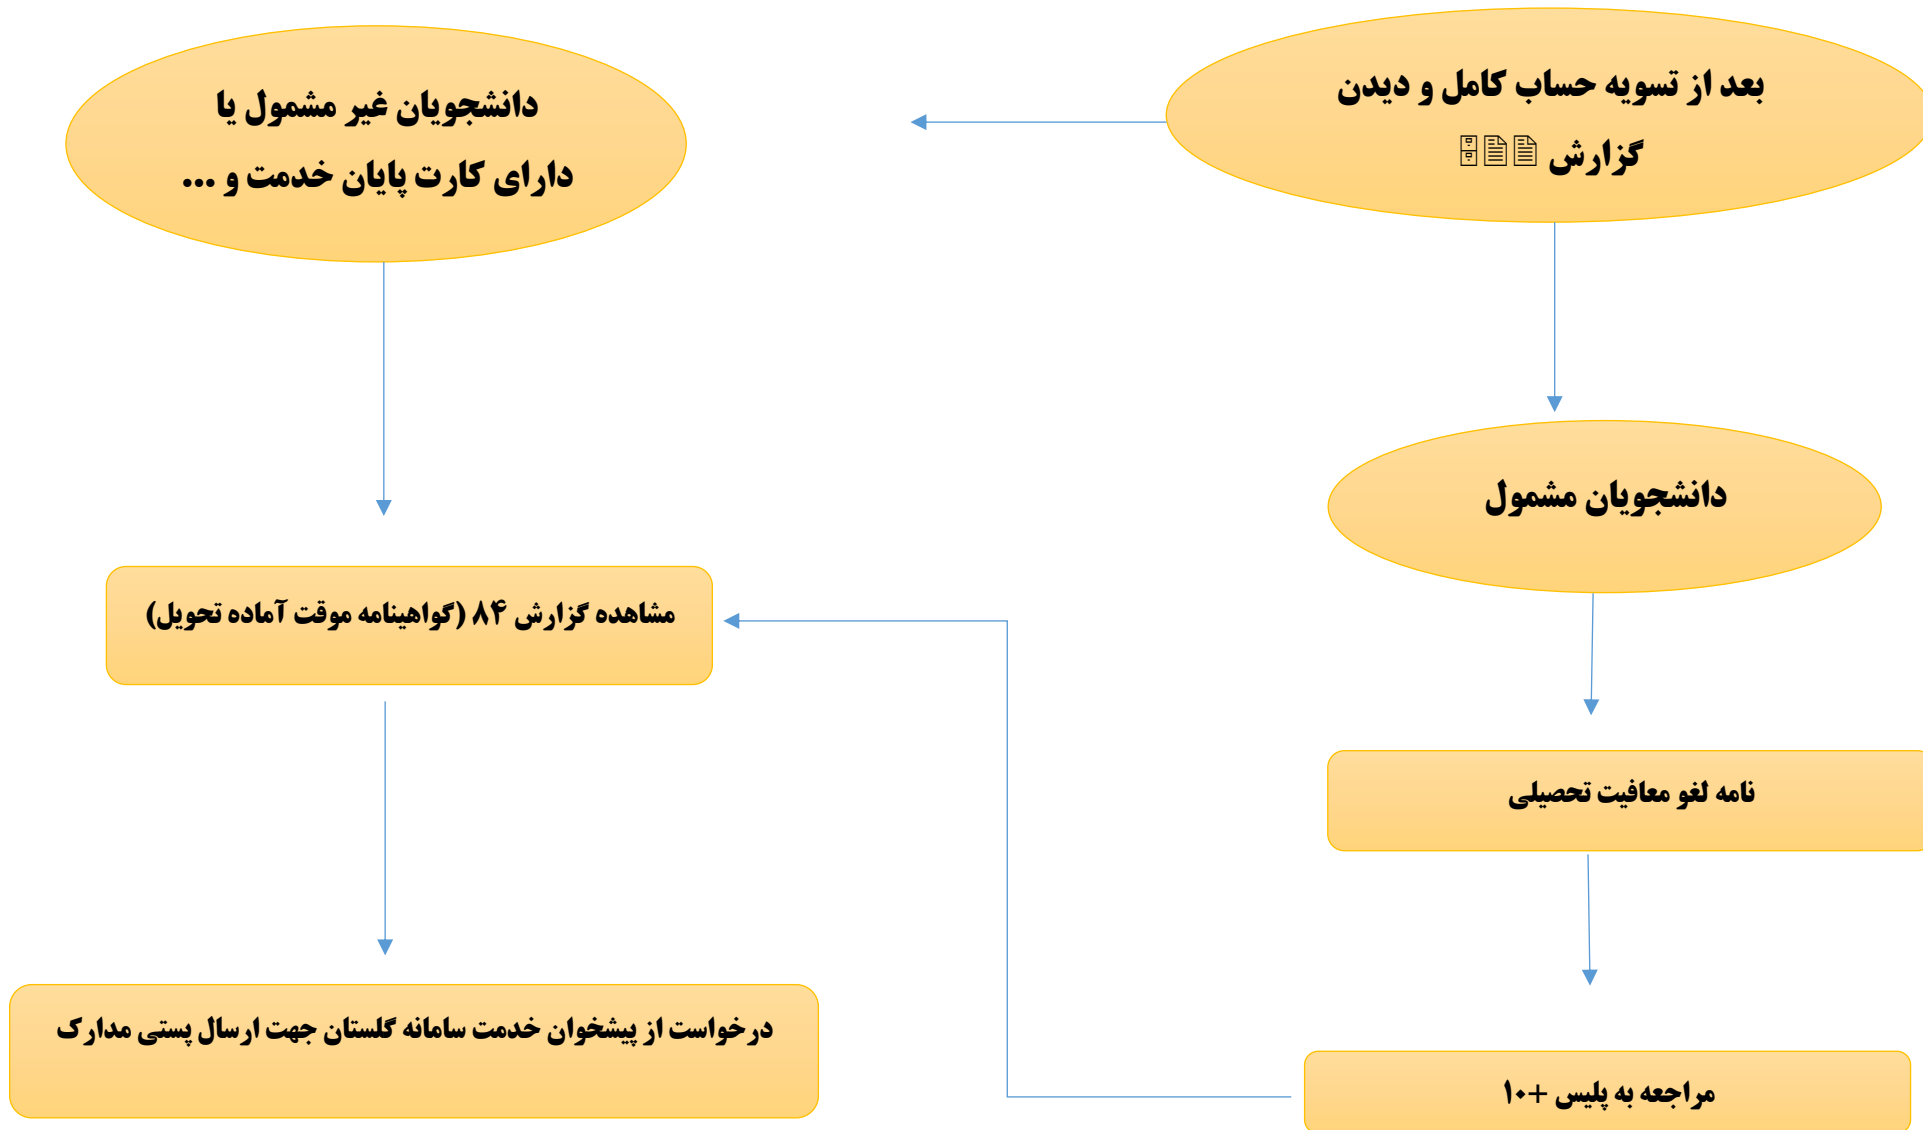 بعد از تسویه حساب کامل و دیدن
گزارش 🗎🗎🗄
دانشجویان غیر مشمول یا
دارای کارت پایان خدمت و ...
دانشجویان مشمول
نامه لغو معافیت تحصیلی
مراجعه به پلیس +۱۰
مشاهده گزارش ۸۴ (گواهینامه موقت آماده تحویل)
درخواست از پیشخوان خدمت سامانه گلستان جهت ارسال پستی مدارک